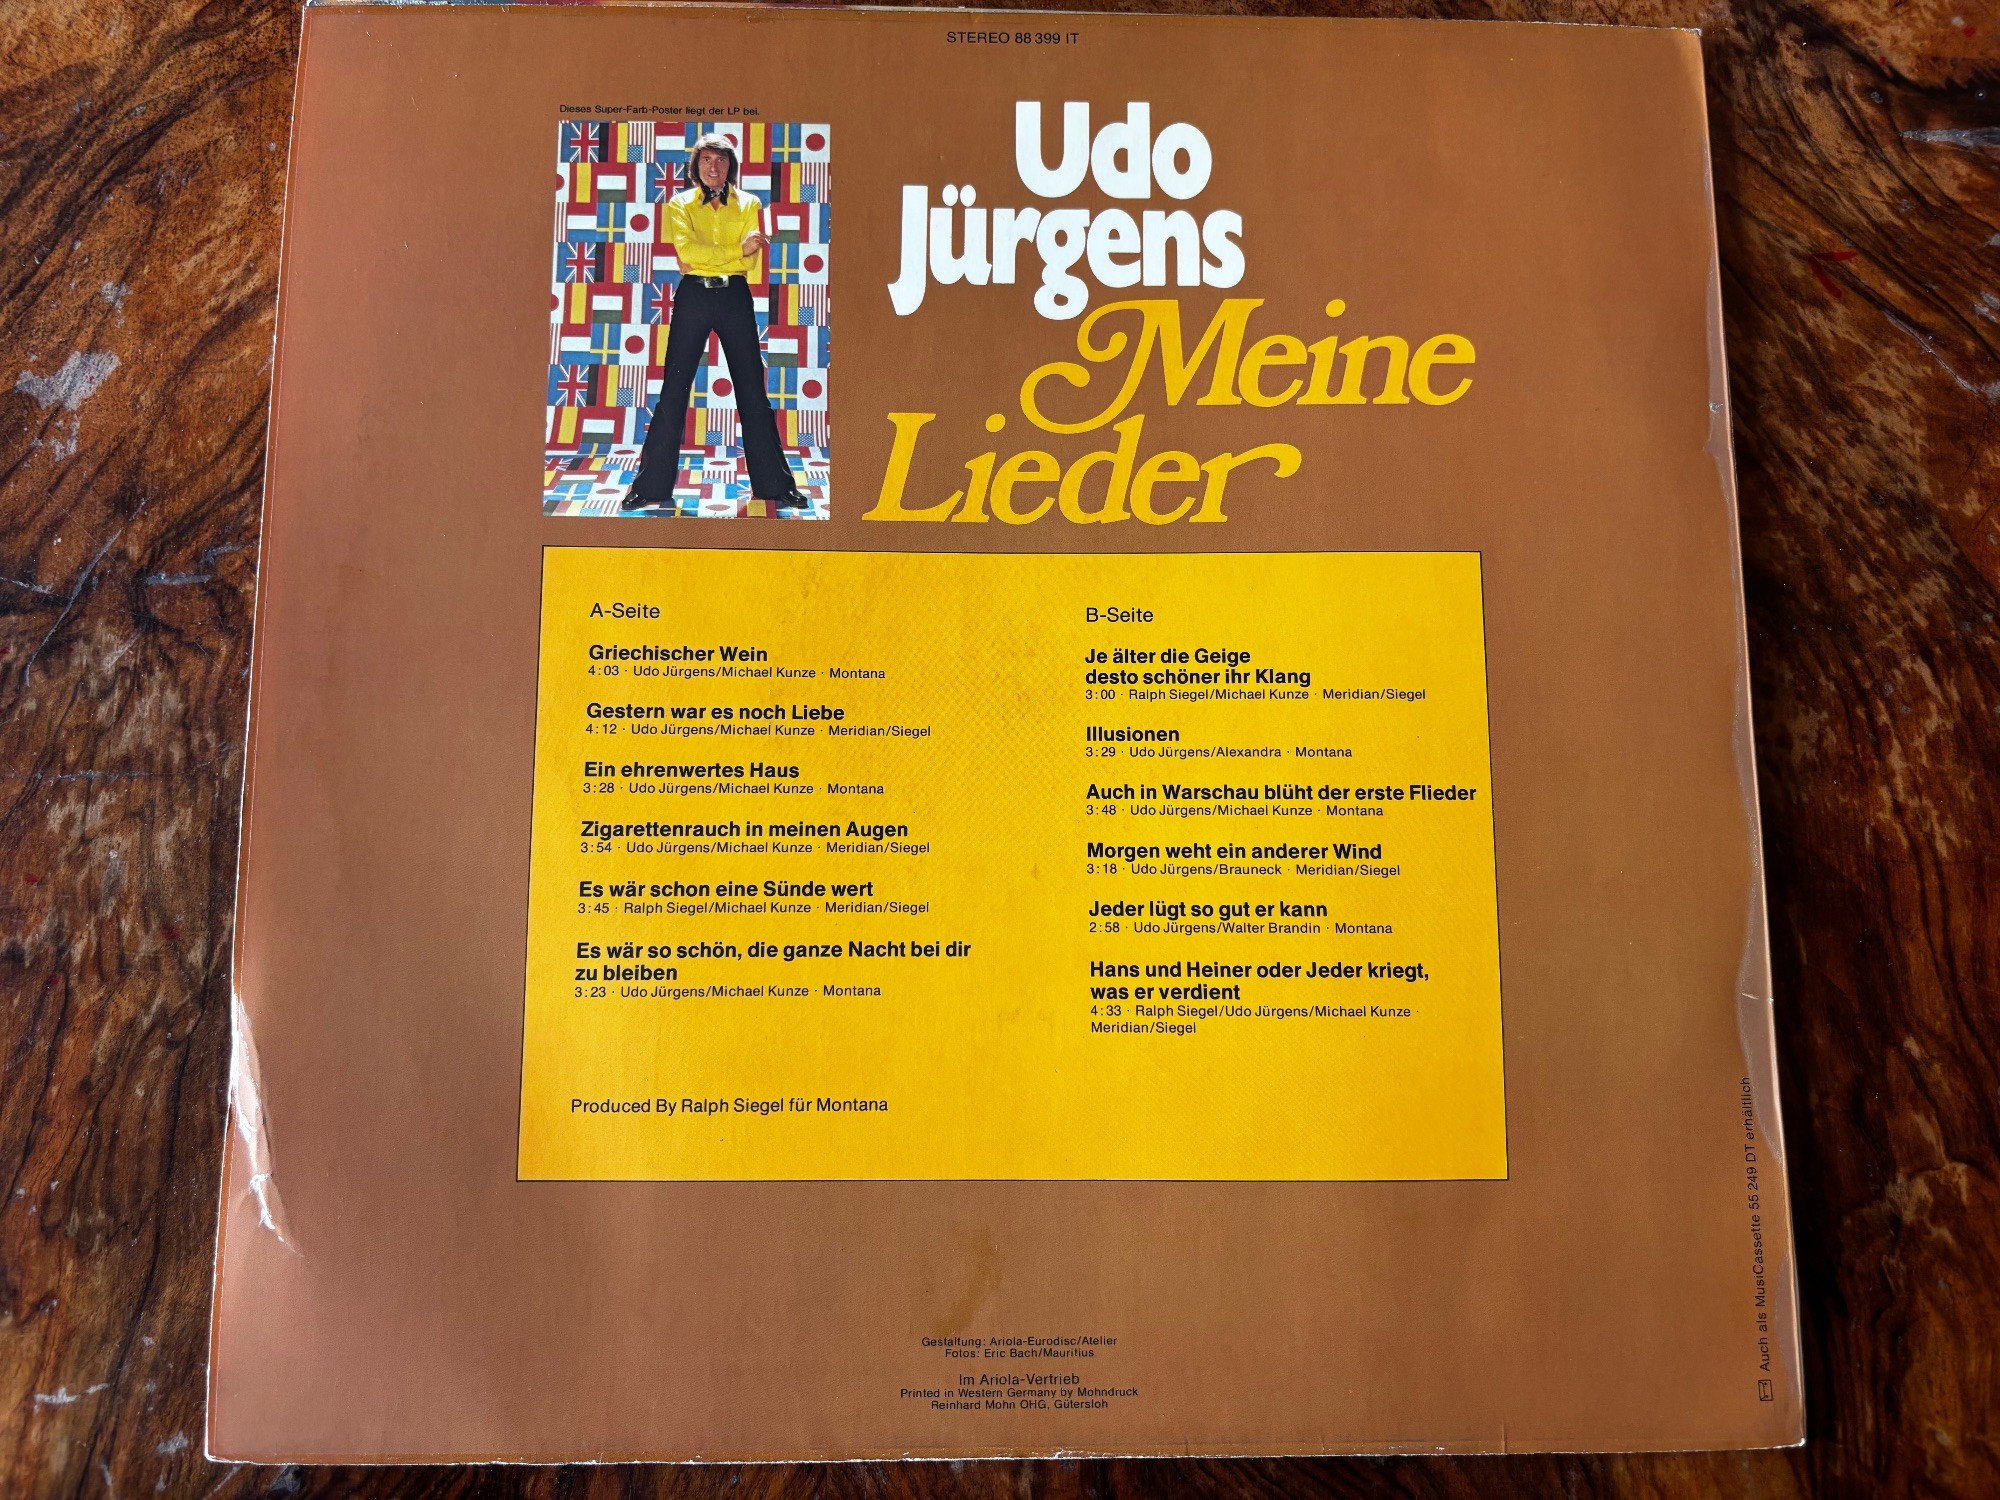 STEREO 88 399 IT
Dieses Super-Farb-Poster liegt der LP bei.
Udo
Jürgens
Meine
Lieder
A-Seite
Griechischer Wein
4:03 · Udo Jürgens/Michael Kunze · Montana
Gestern war es noch Liebe
4:12 · Udo Jürgens/Michael Kunze · Meridian/Siegel
Ein ehrenwertes Haus
3:28 · Udo Jürgens/Michael Kunze · Montana
Zigarettenrauch in meinen Augen
3:54 · Udo Jürgens/Michael Kunze · Meridian/Siegel
Es wär schon eine Sünde wert
3:45 · Ralph Siegel/Michael Kunze · Meridian/Siegel
Es wär so schön, die ganze Nacht bei dir
zu bleiben
3:23 · Udo Jürgens/Michael Kunze · Montana
Produced By Ralph Siegel für Montana
B-Seite
Je älter die Geige
desto schöner ihr Klang
3:00 · Ralph Siegel/Michael Kunze · Meridian/Siegel
Illusionen
3:29 · Udo Jürgens/Alexandra · Montana
Auch in Warschau blüht der erste Flieder
3:48 · Udo Jürgens/Michael Kunze · Montana
Morgen weht ein anderer Wind
3:18 · Udo Jürgens/Brauneck · Meridian/Siegel
Jeder lügt so gut er kann
2:58 · Udo Jürgens/Walter Brandin · Montana
Hans und Heiner oder Jeder kriegt,
was er verdient
4:33 · Ralph Siegel/Udo Jürgens/Michael Kunze ·
Meridian/Siegel
Auch als MusiCassette 55 249 DT erhältlich
Gestaltung: Ariola-Eurodisc/Atelier
Fotos: Eric Bach/Mauritius
Im Ariola-Vertrieb
Printed in Western Germany by Mohndruck
Reinhard Mohn OHG, Gütersloh